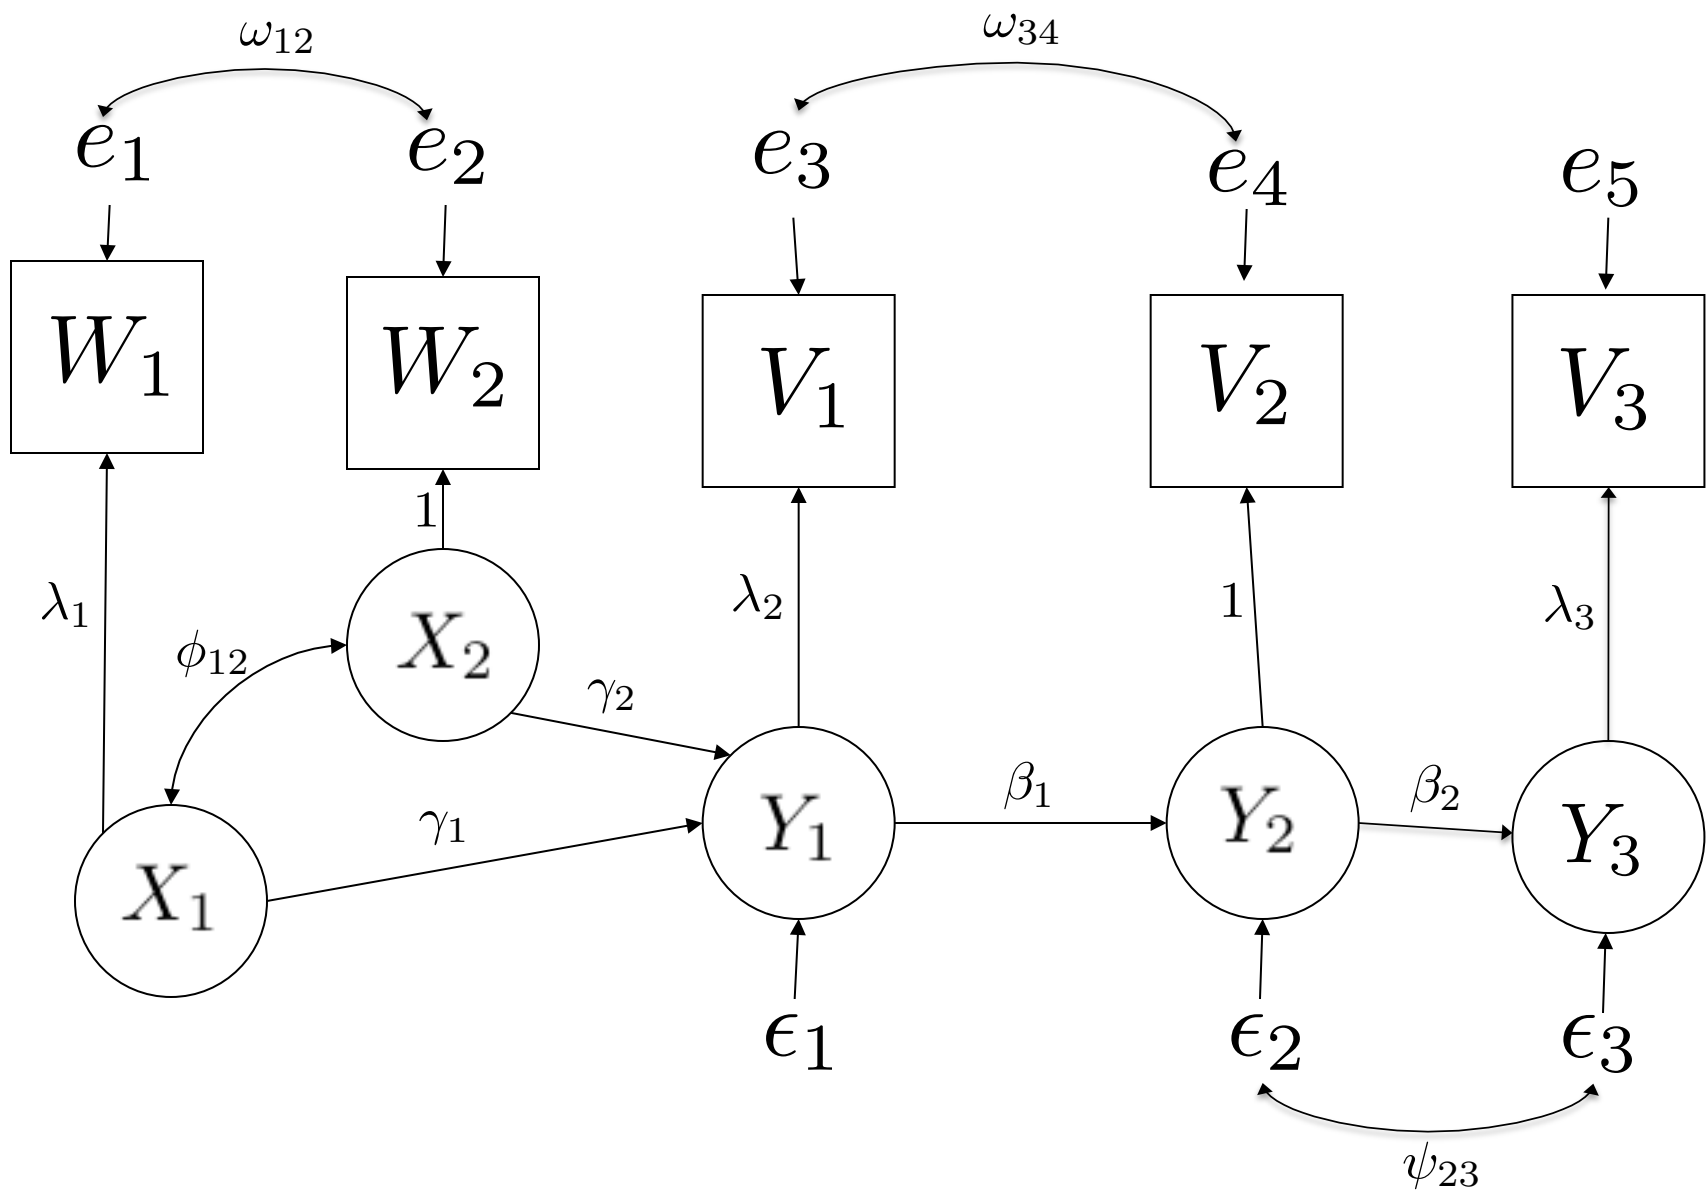 ω₁₂ ω₃₄
e₁ e₂ e₃ e₄ e₅
W₁ W₂ V₁ V₂ V₃
1
λ₁ λ₂ 1 λ₃
ϕ₁₂ X₂ γ₂
γ₁ Y₁ β₁ Y₂ β₂ Y₃
X₁
ϵ₁ ϵ₂ ϵ₃
ψ₂₃